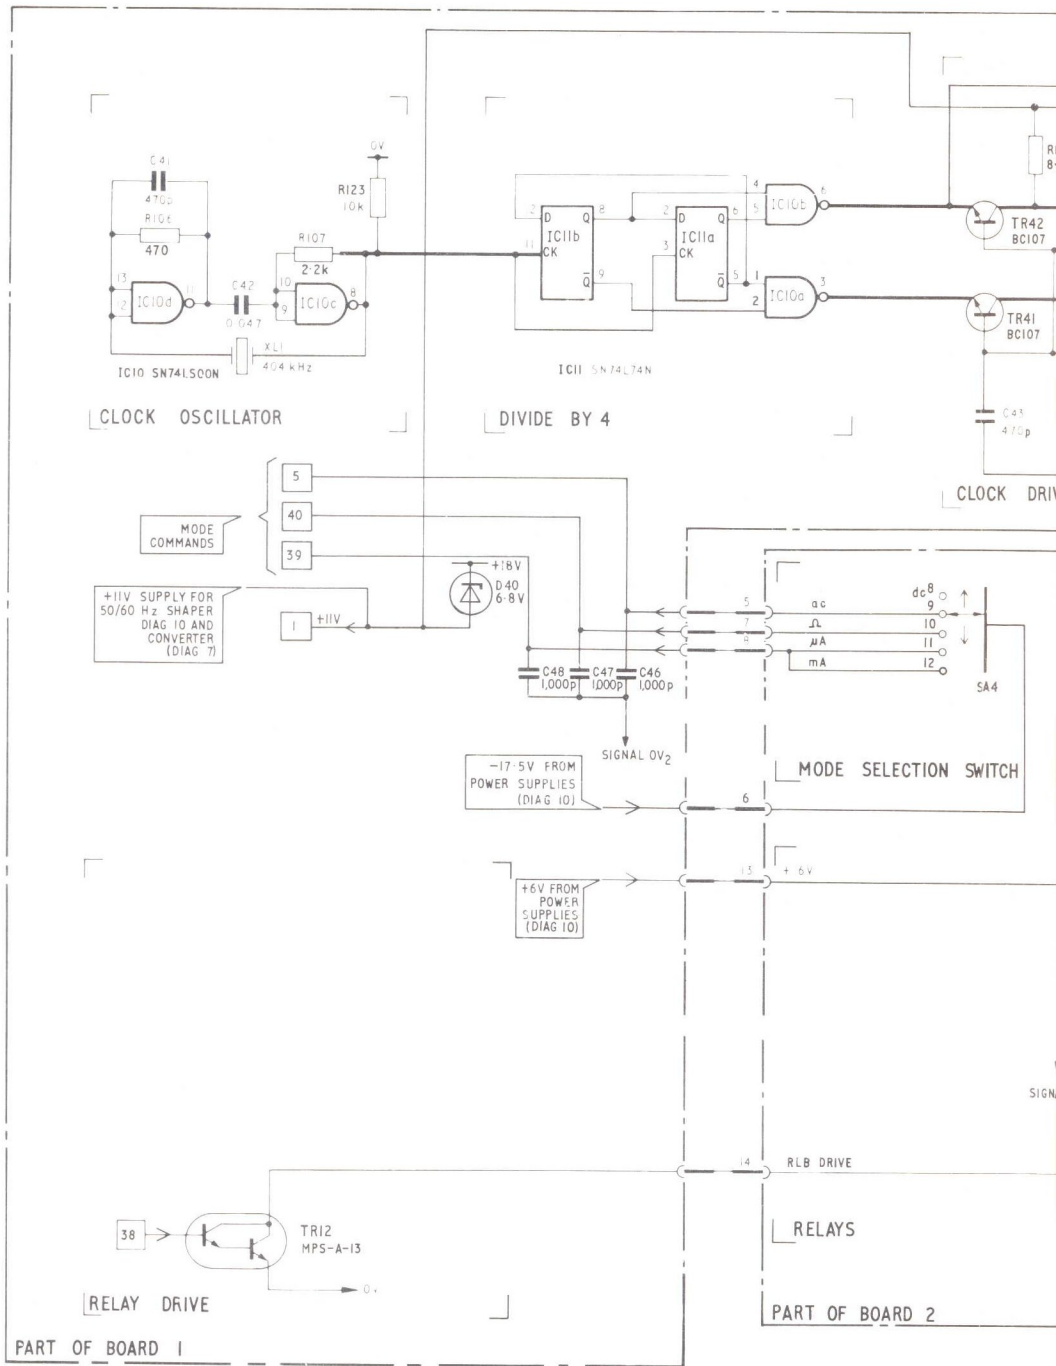 C41
470p
R106
470
13
12
IC10d
11
C42
0.047
R107
2·2k
10
9
IC10c
8
0V
R123
10k
XL1
404 kHz
IC10 SN74LS00N
CLOCK OSCILLATOR
2
D
Q
8
IC11b
11
CK
Q̅
9
2
D
Q
6
IC11a
3
CK
Q̅
5
4
5
IC10b
6
1
2
IC10a
3
IC11 SN74L74N
DIVIDE BY 4
TR42
BC107
TR41
BC107
C43
470p
CLOCK DRIV
5
40
39
MODE
COMMANDS
+11V SUPPLY FOR
50/60 Hz SHAPER
DIAG 10 AND
CONVERTER
(DIAG 7)
1
+11V
+18V
D40
6·8V
C48
1,000p
C47
1,000p
C46
1,000p
SIGNAL 0V2
5
7
8
ac
Ω
µA
mA
dc
8
9
10
11
12
SA4
MODE SELECTION SWITCH
-17·5V FROM
POWER SUPPLIES
(DIAG 10)
6
+6V FROM
POWER
SUPPLIES
(DIAG 10)
+ 6V
SIGNA
14
RLB DRIVE
38
TR12
MPS-A-13
RELAY DRIVE
RELAYS
PART OF BOARD 1
PART OF BOARD 2